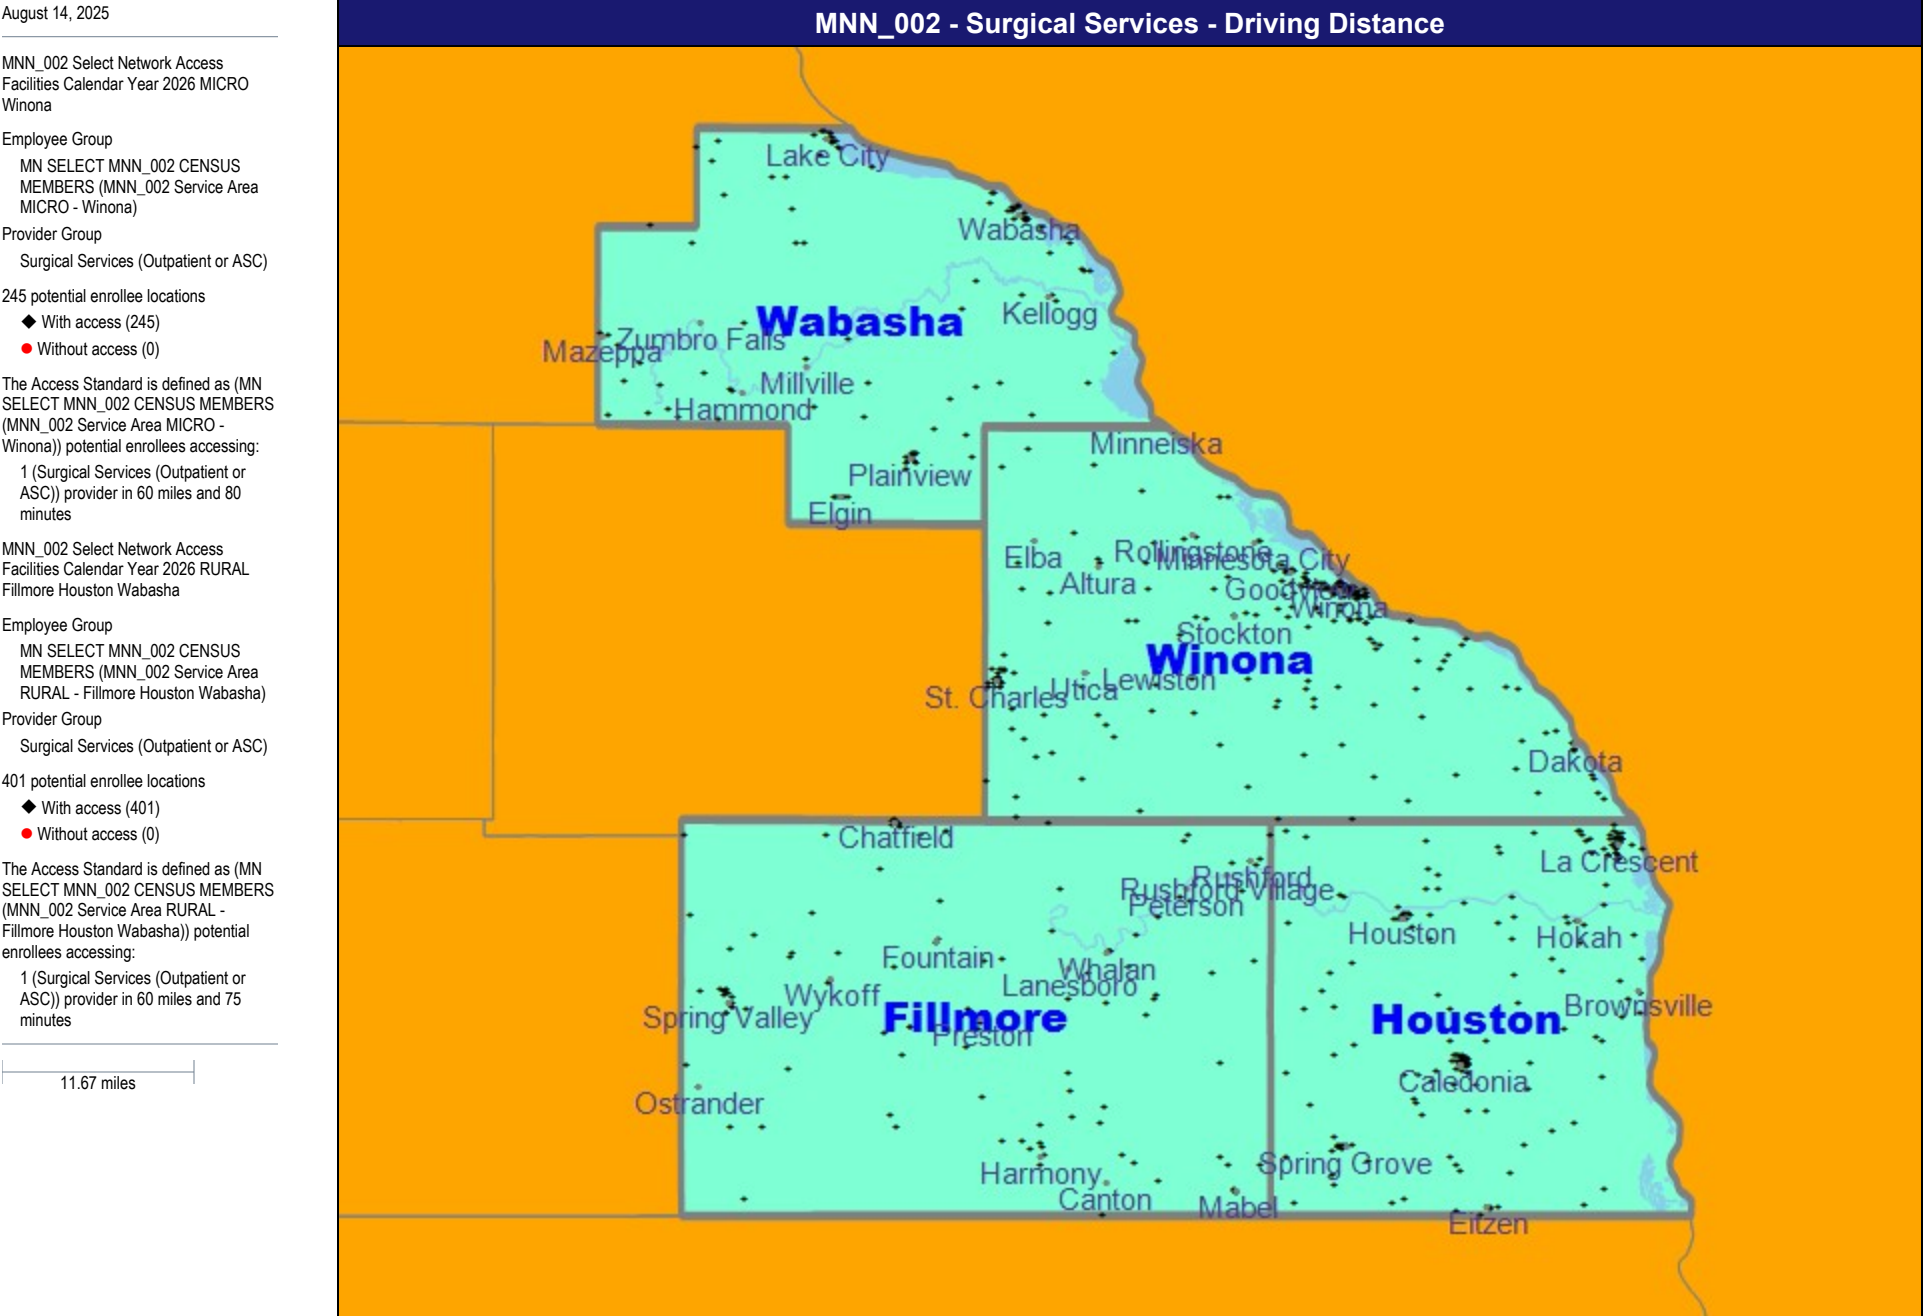 August 14, 2025
MNN_002 Select Network Access
Facilities Calendar Year 2026 MICRO
Winona
Employee Group
MN SELECT MNN_002 CENSUS
MEMBERS (MNN_002 Service Area
MICRO - Winona)
Provider Group
Surgical Services (Outpatient or ASC)
245 potential enrollee locations
With access (245)
Without access (0)
The Access Standard is defined as (MN
SELECT MNN_002 CENSUS MEMBERS
(MNN_002 Service Area MICRO -
Winona)) potential enrollees accessing:
1 (Surgical Services (Outpatient or
ASC)) provider in 60 miles and 80
minutes
MNN_002 Select Network Access
Facilities Calendar Year 2026 RURAL
Fillmore Houston Wabasha
Employee Group
MN SELECT MNN_002 CENSUS
MEMBERS (MNN_002 Service Area
RURAL - Fillmore Houston Wabasha)
Provider Group
Surgical Services (Outpatient or ASC)
401 potential enrollee locations
With access (401)
Without access (0)
The Access Standard is defined as (MN
SELECT MNN_002 CENSUS MEMBERS
(MNN_002 Service Area RURAL -
Fillmore Houston Wabasha)) potential
enrollees accessing:
1 (Surgical Services (Outpatient or
ASC)) provider in 60 miles and 75
minutes
11.67 miles
MNN_002 - Surgical Services - Driving Distance
Lake City
Wabasha
Kellogg
Wabasha
Zumbro Falls
Mazeppa
Millville
Hammond
Minneiska
Plainview
Elgin
Elba
Rollingstone
Minnesota City
Altura
Goodview
Winona
Stockton
Winona
Lewiston
Utica
St. Charles
Dakota
Chatfield
La Crescent
Rushford
Rushford Village
Peterson
Houston
Hokah
Fountain
Whalan
Lanesboro
Wykoff
Brownsville
Spring Valley
Fillmore
Houston
Preston
Caledonia
Ostrander
Spring Grove
Harmony
Canton
Mabel
Eitzen